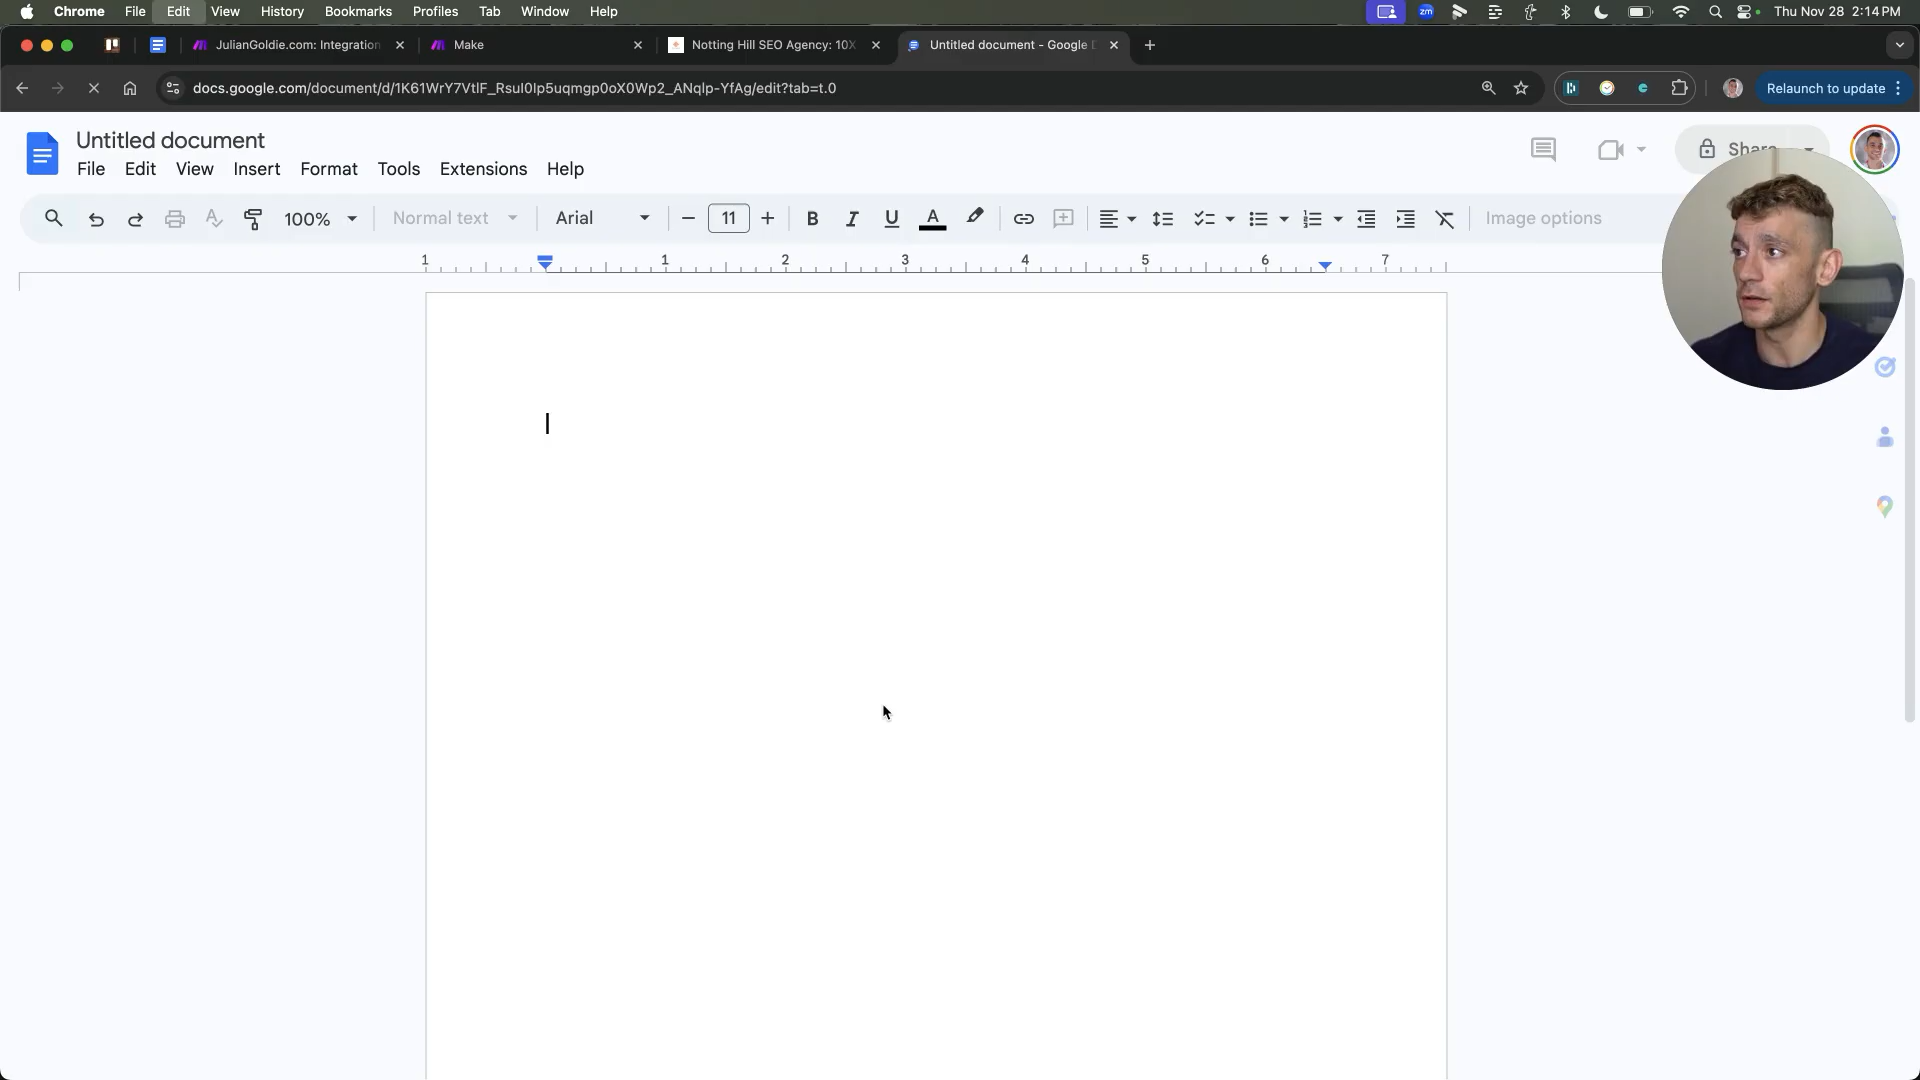 Chrome File Edit View History Bookmarks Profiles Tab Window Help zm Thu Nov 28 2:14 PM
JulianGoldie.com: Integration Make Notting Hill SEO Agency: 10X Untitled document - Google D
docs.google.com/document/d/1K61WrY7VtlF_Rsul0lp5uqmgp0oX0Wp2_ANqlp-YfAg/edit?tab=t.0 Relaunch to update
Untitled document
File Edit View Insert Format Tools Extensions Help
Share
100% Normal text Arial 11 B I U A Image options
1 1 2 3 4 5 6 7